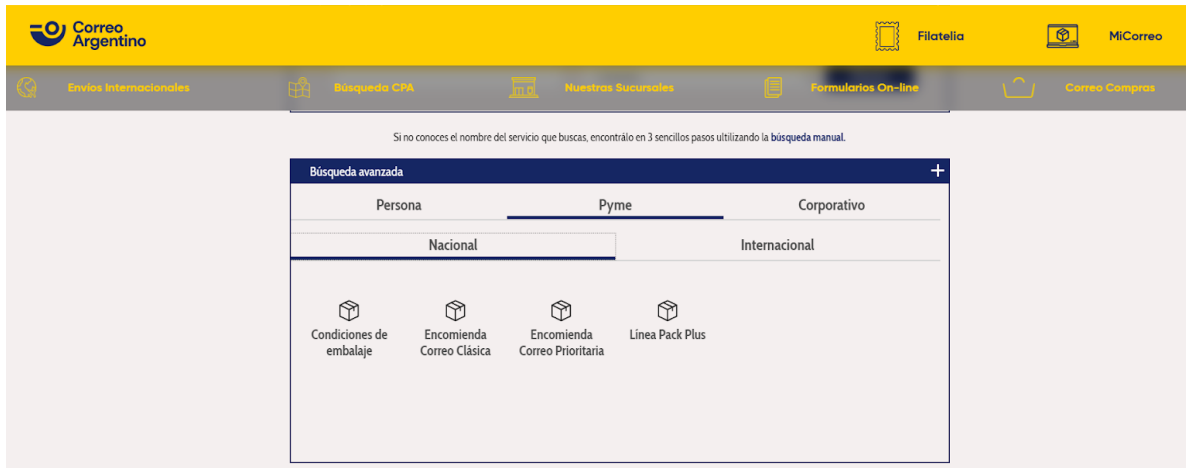 Correo
Argentino
Filatelia
MiCorreo
Envíos Internacionales
Búsqueda CPA
Nuestras Sucursales
Formularios On-line
Correo Compras
Si no conoces el nombre del servicio que buscas, encontrálo en 3 sencillos pasos ultilizando la búsqueda manual.
Búsqueda avanzada
Persona
Pyme
Corporativo
Nacional
Internacional
Condiciones de
embalaje
Encomienda
Correo Clásica
Encomienda
Correo Prioritaria
Linea Pack Plus